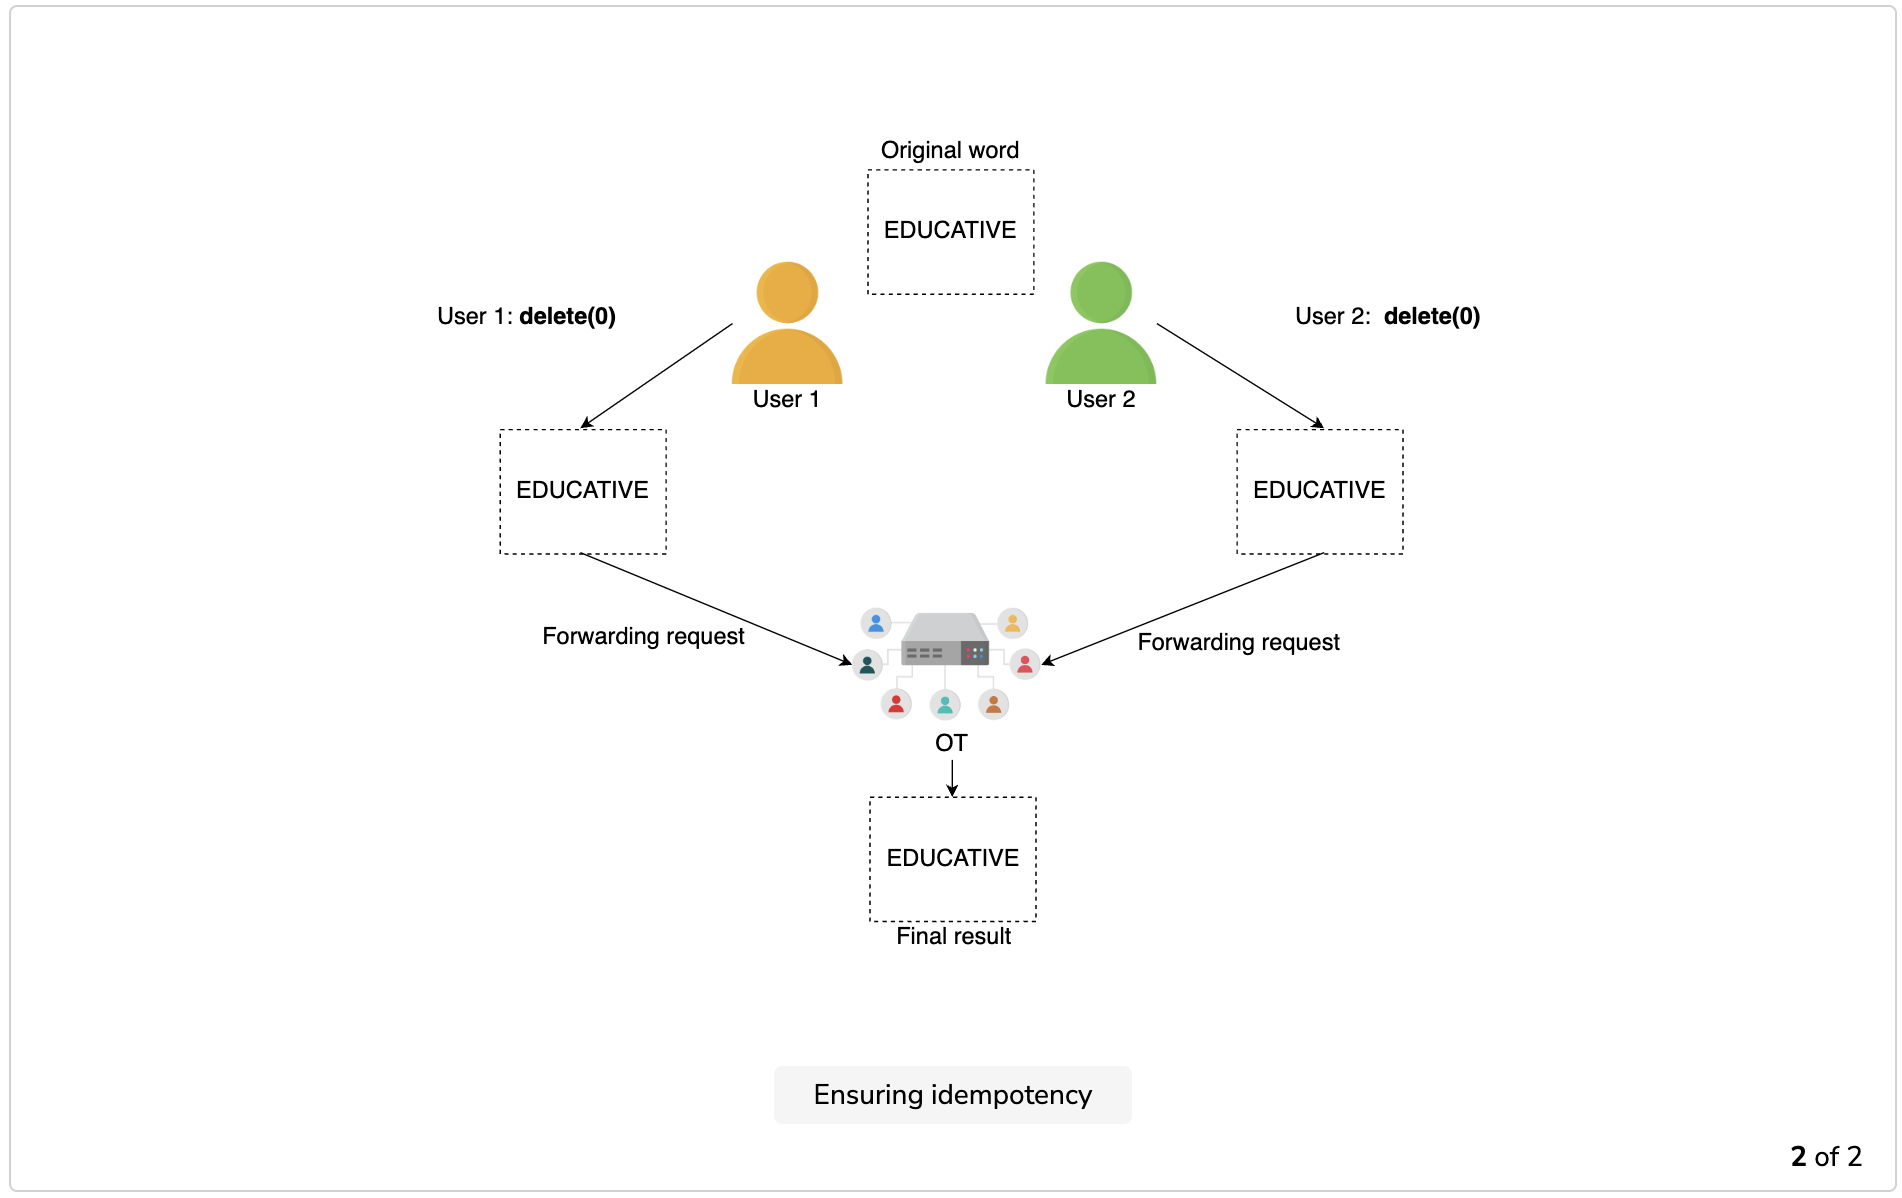 Original word
EDUCATIVE
User 1: delete(0)
User 2: delete(0)
User 1
User 2
EDUCATIVE
EDUCATIVE
Forwarding request
Forwarding request
OT
EDUCATIVE
Final result
Ensuring idempotency
2 of 2